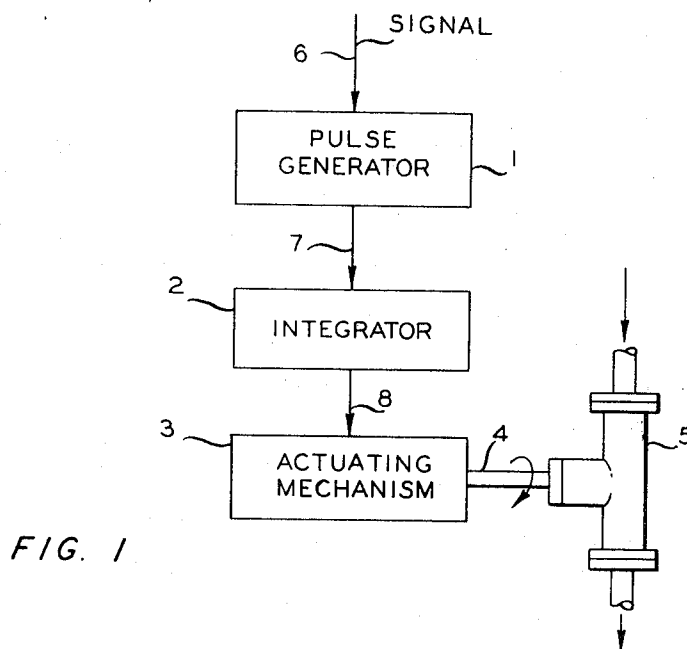 SIGNAL
6
PULSE
GENERATOR
1
7
2
INTEGRATOR
8
3
4
5
ACTUATING
MECHANISM
FIG. 1